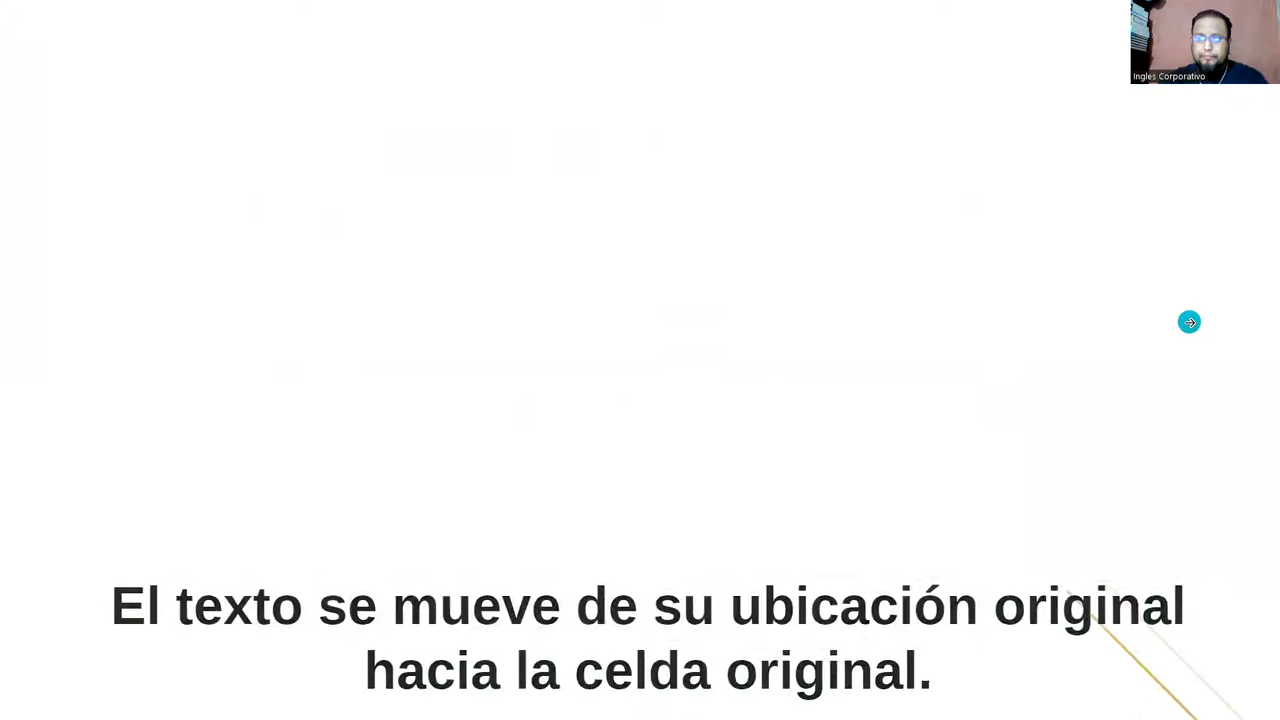 Ingles Corporativo
El texto se mueve de su ubicación original
hacia la celda original.